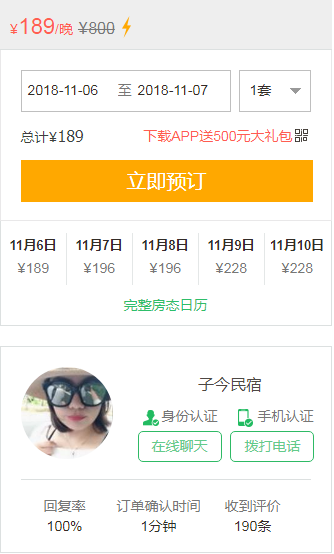 ¥189/晚 ¥800
2018-11-06 至 2018-11-07 1套
总计¥189 下载APP送500元大礼包
立即预订
11月6日 11月7日 11月8日 11月9日 11月10日
¥189 ¥196 ¥196 ¥228 ¥228
完整房态日历
子今民宿
身份认证 手机认证
在线聊天 拨打电话
回复率 订单确认时间 收到评价
100% 1分钟 190条